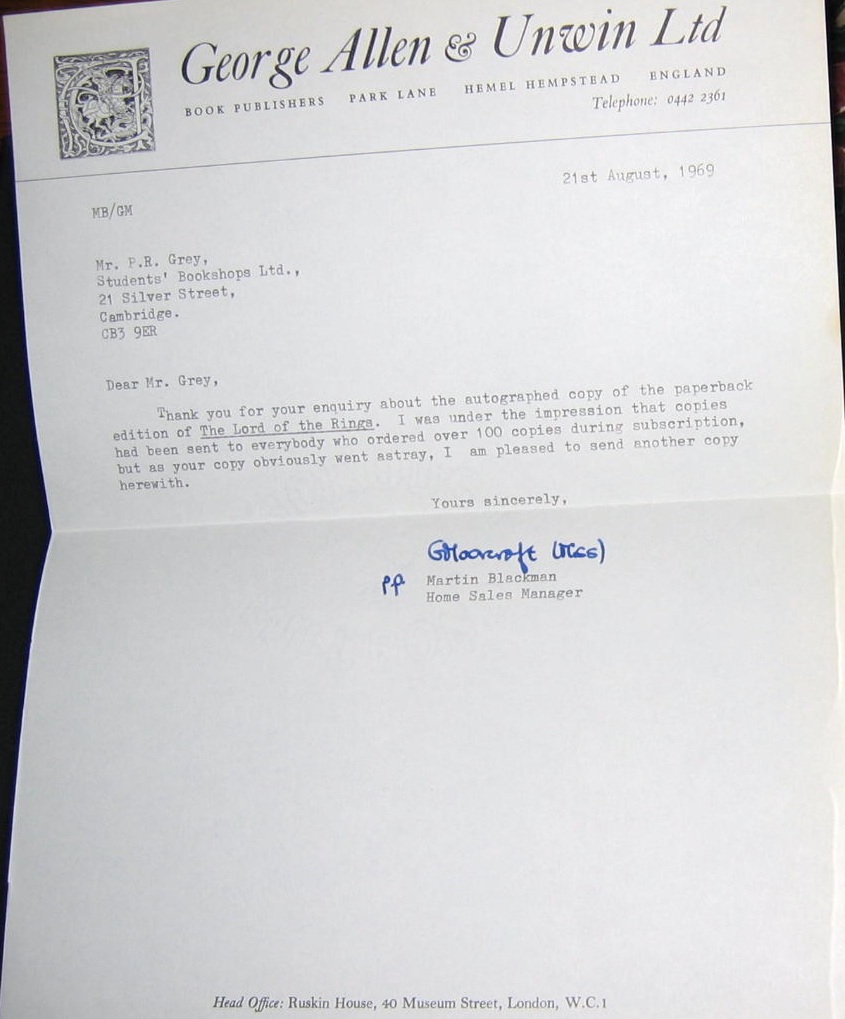 George Allen & Unwin Ltd
BOOK PUBLISHERS PARK LANE HEMEL HEMPSTEAD ENGLAND
Telephone: 0442 2361
21st August, 1969
MB/GM
Mr. P.R. Grey,
Students' Bookshops Ltd.,
21 Silver Street,
Cambridge.
CB3 9ER
Dear Mr. Grey,
Thank you for your enquiry about the autographed copy of the paperback
edition of The Lord of the Rings. I was under the impression that copies
had been sent to everybody who ordered over 100 copies during subscription,
but as your copy obviously went astray, I am pleased to send another copy
herewith.
Yours sincerely,
GMoorcroft (Miss)
pp Martin Blackman
Home Sales Manager
Head Office: Ruskin House, 40 Museum Street, London, W.C.1